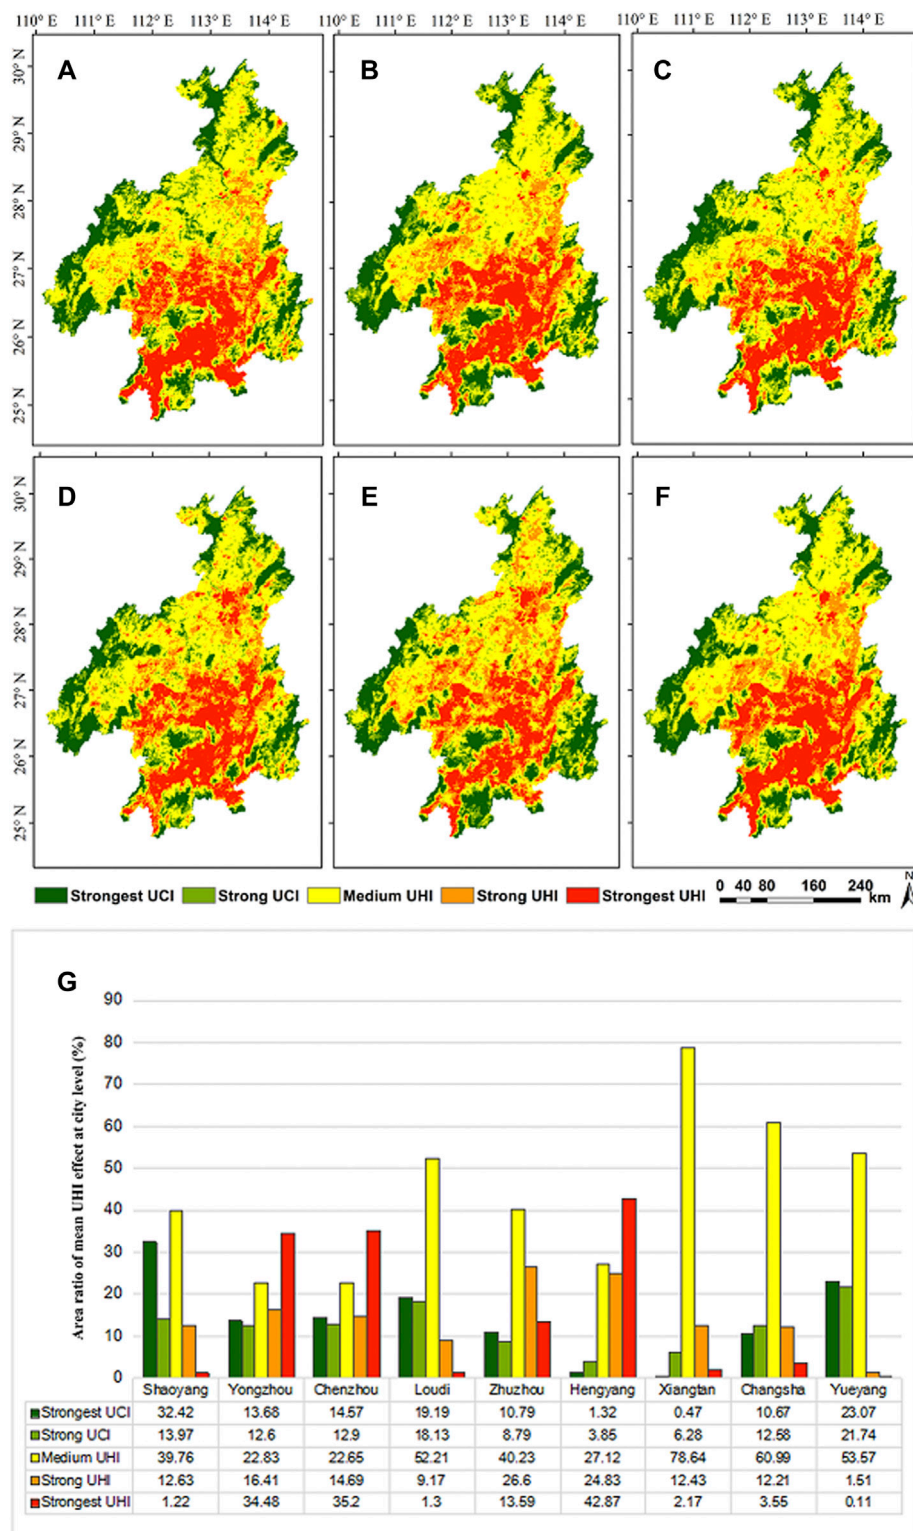 110° E 111° E 112° E 113° E 114° E 110° E 111° E 112° E 113° E 114° E 110° E 111° E 112° E 113° E 114° E
A B C
30° N
29° N
28° N
27° N
26° N
25° N
D E F
30° N
29° N
28° N
27° N
26° N
25° N
Strongest UCI Strong UCI Medium UHI Strong UHI Strongest UHI
0 40 80 160 240
km
N
G
Area ratio of mean UHI effect at city level (%)
90
80
70
60
50
40
30
20
10
0
Shaoyang Yongzhou Chenzhou Loudi Zhuzhou Hengyang Xiangtan Changsha Yueyang
Strongest UCI 32.42 13.68 14.57 19.19 10.79 1.32 0.47 10.67 23.07
Strong UCI 13.97 12.6 12.9 18.13 8.79 3.85 6.28 12.58 21.74
Medium UHI 39.76 22.83 22.65 52.21 40.23 27.12 78.64 60.99 53.57
Strong UHI 12.63 16.41 14.69 9.17 26.6 24.83 12.43 12.21 1.51
Strongest UHI 1.22 34.48 35.2 1.3 13.59 42.87 2.17 3.55 0.11